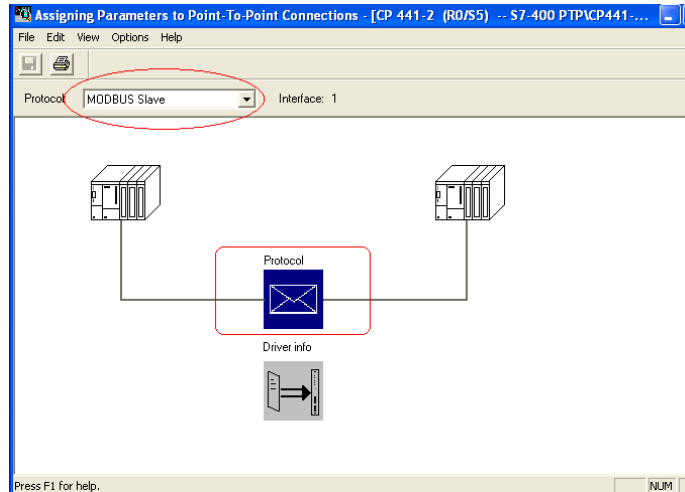 Assigning Parameters to Point-To-Point Connections - [CP 441-2 (R0/S5) -- S7-400 PTP\CP441-...
File Edit View Options Help
Protocol: MODBUS Slave Interface: 1
Protocol
Driver info
Press F1 for help. NUM